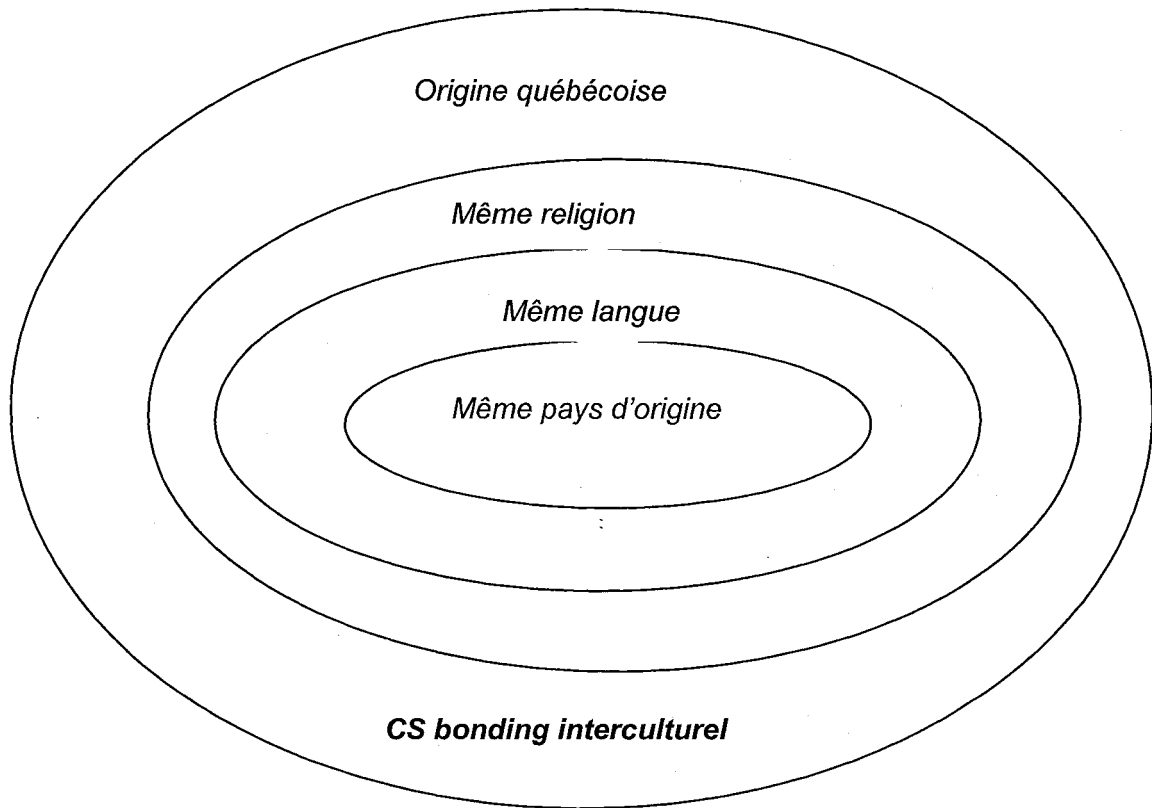 Origine québécoise
Même religion
Même langue
Même pays d'origine
CS bonding interculturel